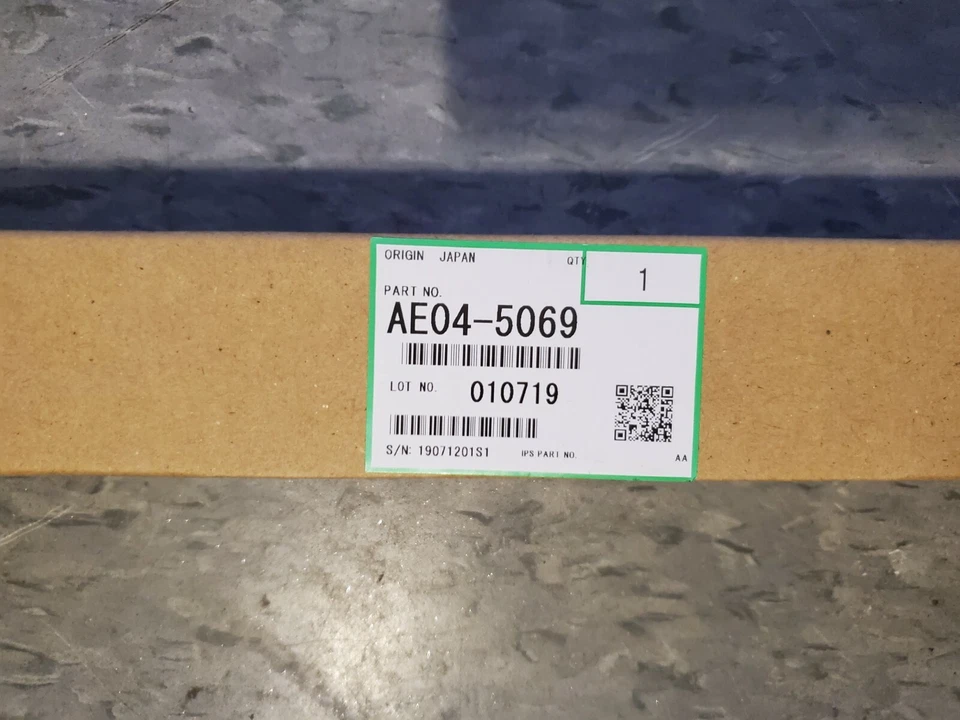 ORIGIN JAPAN
QTY 1
PART NO.
AE04-5069
LOT NO. 010719
S/N: 19071201S1 IPS PART NO. AA